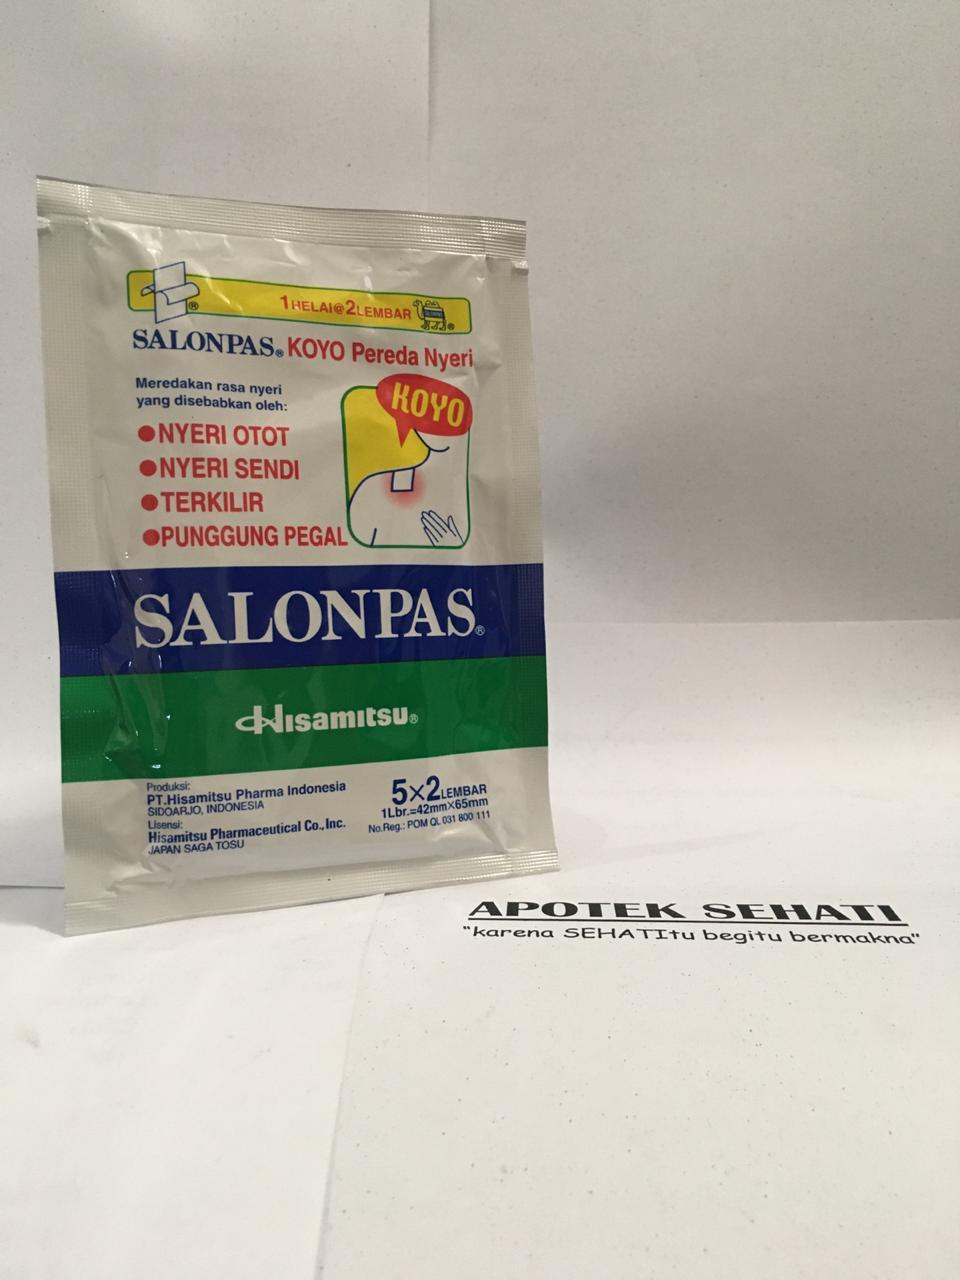 1 HELAI@2 LEMBAR
SALONPAS
®
SALONPAS® KOYO Pereda Nyeri
Meredakan rasa nyeri
yang disebabkan oleh:
●NYERI OTOT
●NYERI SENDI
●TERKILIR
●PUNGGUNG PEGAL
KOYO
SALONPAS®
Hisamitsu®
Produksi:
PT.Hisamitsu Pharma Indonesia
SIDOARJO, INDONESIA
Lisensi:
Hisamitsu Pharmaceutical Co.,Inc.
JAPAN SAGA TOSU
5×2 LEMBAR
1Lbr.=42mm×65mm
No.Reg.: POM QL 031 800 111
APOTEK SEHATI
"karena SEHATItu begitu bermakna"